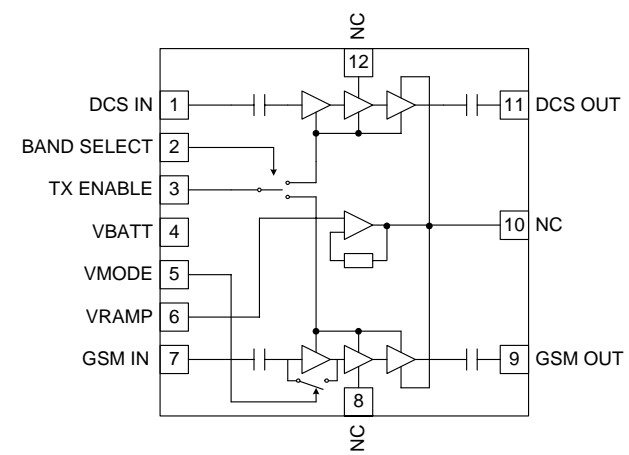 NC
12
DCS IN 1
11 DCS OUT
BAND SELECT 2
TX ENABLE 3
VBATT 4
10 NC
VMODE 5
VRAMP 6
GSM IN 7
9 GSM OUT
8
NC